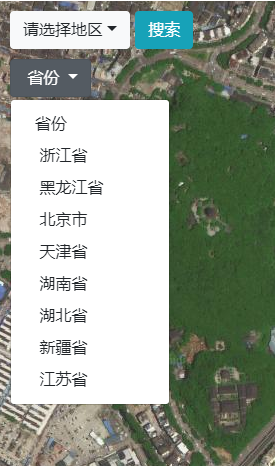 请选择地区 搜索
省份
省份
浙江省
黑龙江省
北京市
天津省
湖南省
湖北省
新疆省
江苏省